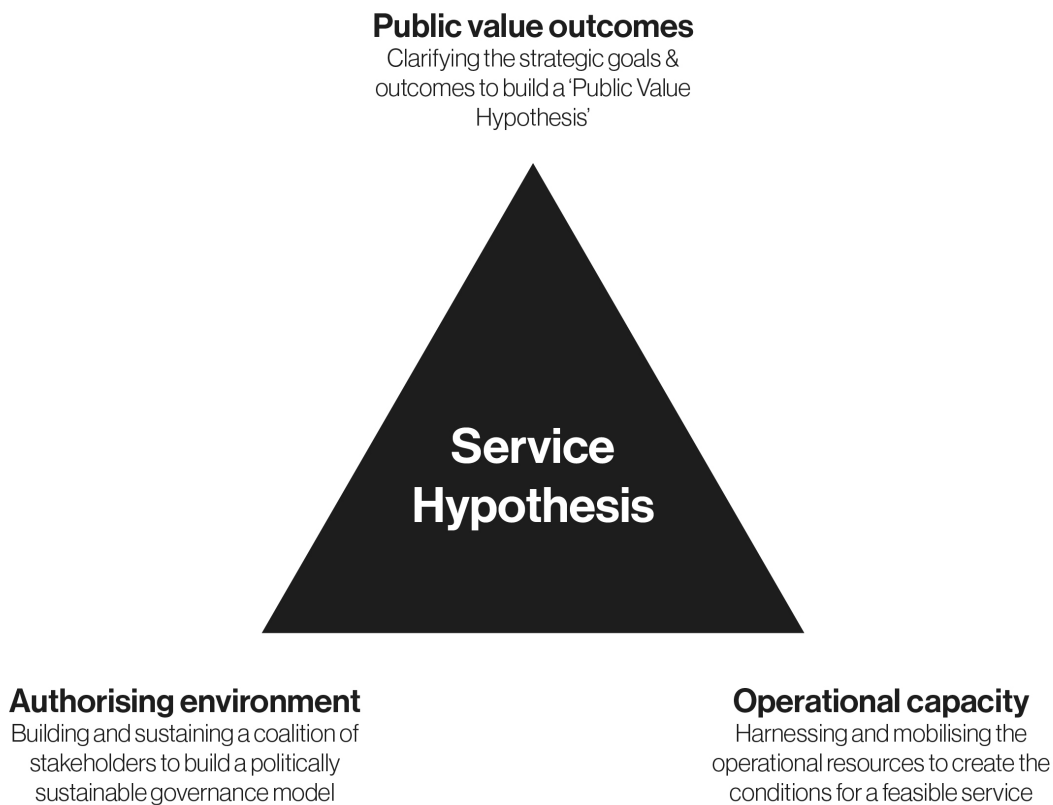 Public value outcomes
Clarifying the strategic goals &
outcomes to build a ‘Public Value
Hypothesis’
Service
Hypothesis
Authorising environment
Building and sustaining a coalition of
stakeholders to build a politically
sustainable governance model
Operational capacity
Harnessing and mobilising the
operational resources to create the
conditions for a feasible service